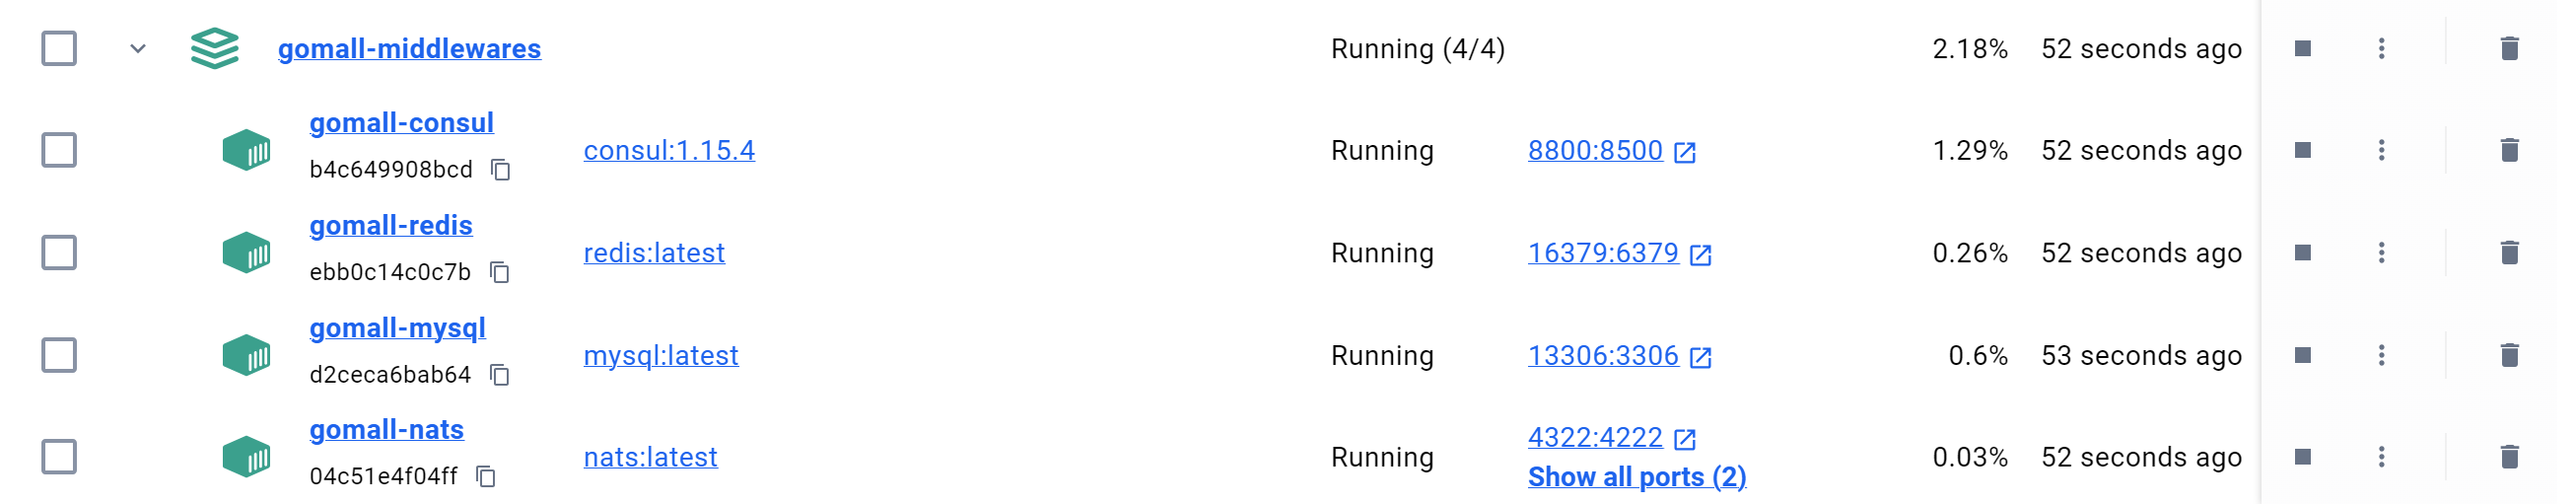 gomall-middlewares Running (4/4) 2.18% 52 seconds ago
gomall-consul
b4c649908bcd consul:1.15.4 Running 8800:8500 1.29% 52 seconds ago
gomall-redis
ebb0c14c0c7b redis:latest Running 16379:6379 0.26% 52 seconds ago
gomall-mysql
d2ceca6bab64 mysql:latest Running 13306:3306 0.6% 53 seconds ago
gomall-nats
04c51e4f04ff nats:latest Running 4322:4222 0.03% 52 seconds ago
Show all ports (2)